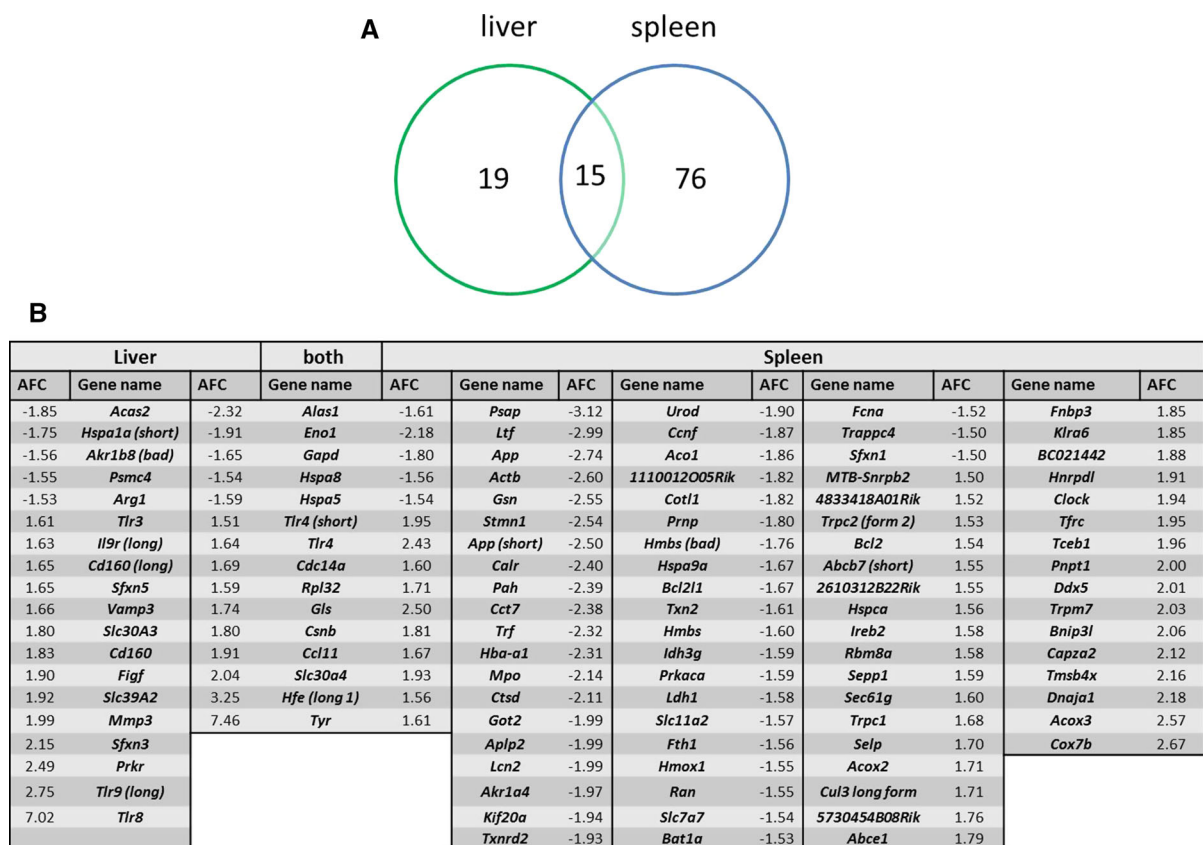 A
liver spleen
19 15 76
B
Liver both Spleen
AFC Gene name AFC Gene name AFC Gene name AFC Gene name AFC Gene name AFC Gene name AFC
-1.85 Acas2 -2.32 Alas1 -1.61 Psap -3.12 Urod -1.90 Fcna -1.52 Fnbp3 1.85
-1.75 Hspa1a (short) -1.91 Eno1 -2.18 Ltf -2.99 Ccnf -1.87 Trappc4 -1.50 Klra6 1.85
-1.56 Akr1b8 (bad) -1.65 Gapd -1.80 App -2.74 Aco1 -1.86 Sfxn1 -1.50 BC021442 1.88
-1.55 Psmc4 -1.54 Hspa8 -1.56 Actb -2.60 1110012O05Rik -1.82 MTB-Snrpb2 1.50 Hnrpdl 1.91
-1.53 Arg1 -1.59 Hspa5 -1.54 Gsn -2.55 Cotl1 -1.82 4833418A01Rik 1.52 Clock 1.94
1.61 Tlr3 1.51 Tlr4 (short) 1.95 Stmn1 -2.54 Prnp -1.80 Trpc2 (form 2) 1.53 Tfrc 1.95
1.63 Il9r (long) 1.64 Tlr4 2.43 App (short) -2.50 Hmbs (bad) -1.76 Bcl2 1.54 Tceb1 1.96
1.65 Cd160 (long) 1.69 Cdc14a 1.60 Calr -2.40 Hspa9a -1.67 Abcb7 (short) 1.55 Pnpt1 2.00
1.65 Sfxn5 1.59 Rpl32 1.71 Pah -2.39 Bcl2l1 -1.67 2610312B22Rik 1.55 Ddx5 2.01
1.66 Vamp3 1.74 Gls 2.50 Cct7 -2.38 Txn2 -1.61 Hspca 1.56 Trpm7 2.03
1.80 Slc30A3 1.80 Csnb 1.81 Trf -2.32 Hmbs -1.60 Ireb2 1.58 Bnip3l 2.06
1.83 Cd160 1.91 Ccl11 1.67 Hba-a1 -2.31 Idh3g -1.59 Rbm8a 1.58 Capza2 2.12
1.90 Figf 2.04 Slc30a4 1.93 Mpo -2.14 Prkaca -1.59 Sepp1 1.59 Tmsb4x 2.16
1.92 Slc39A2 3.25 Hfe (long 1) 1.56 Ctsd -2.11 Ldh1 -1.58 Sec61g 1.60 Dnaja1 2.18
1.99 Mmp3 7.46 Tyr 1.61 Got2 -1.99 Slc11a2 -1.57 Trpc1 1.68 Acox3 2.57
2.15 Sfxn3 Aplp2 -1.99 Fth1 -1.56 Selp 1.70 Cox7b 2.67
2.49 Prkr Lcn2 -1.99 Hmox1 -1.55 Acox2 1.71
2.75 Tlr9 (long) Akr1a4 -1.97 Ran -1.55 Cul3 long form 1.71
7.02 Tlr8 Kif20a -1.94 Slc7a7 -1.54 5730454B08Rik 1.76
Txnrd2 -1.93 Bat1a -1.53 Abce1 1.79